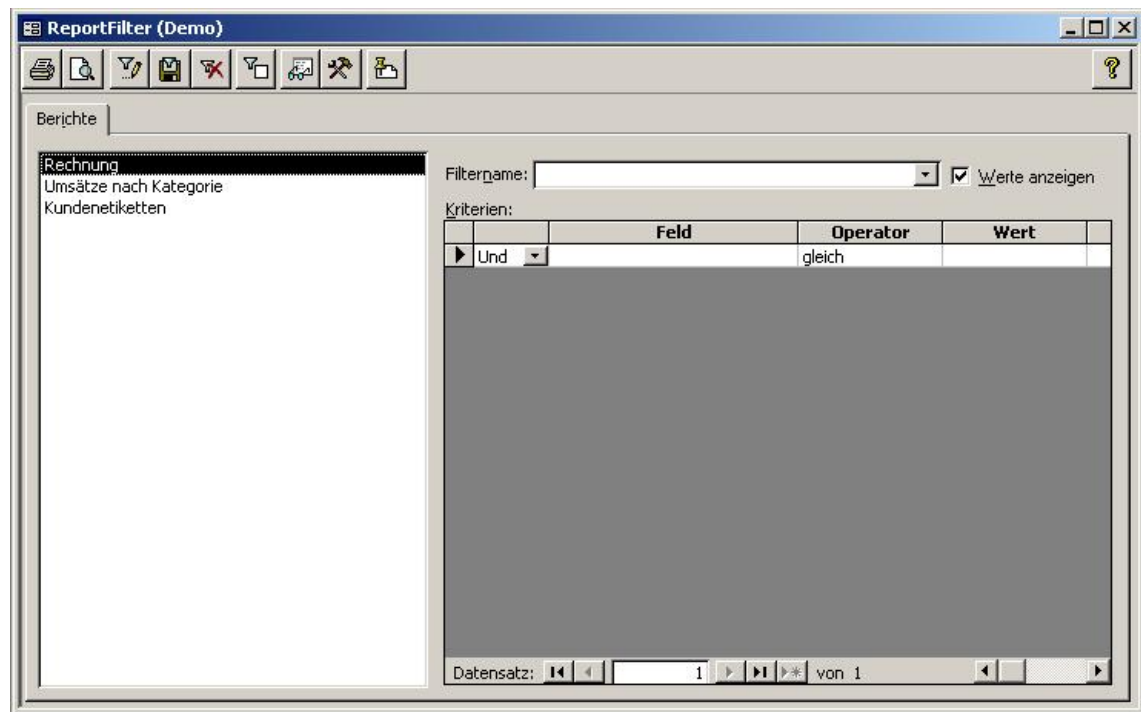 ReportFilter (Demo)
Berichte
Rechnung
Umsätze nach Kategorie
Kundenetiketten
Filtername:
Werte anzeigen
Kriterien:
Feld Operator Wert
Und gleich
Datensatz: 1 von 1